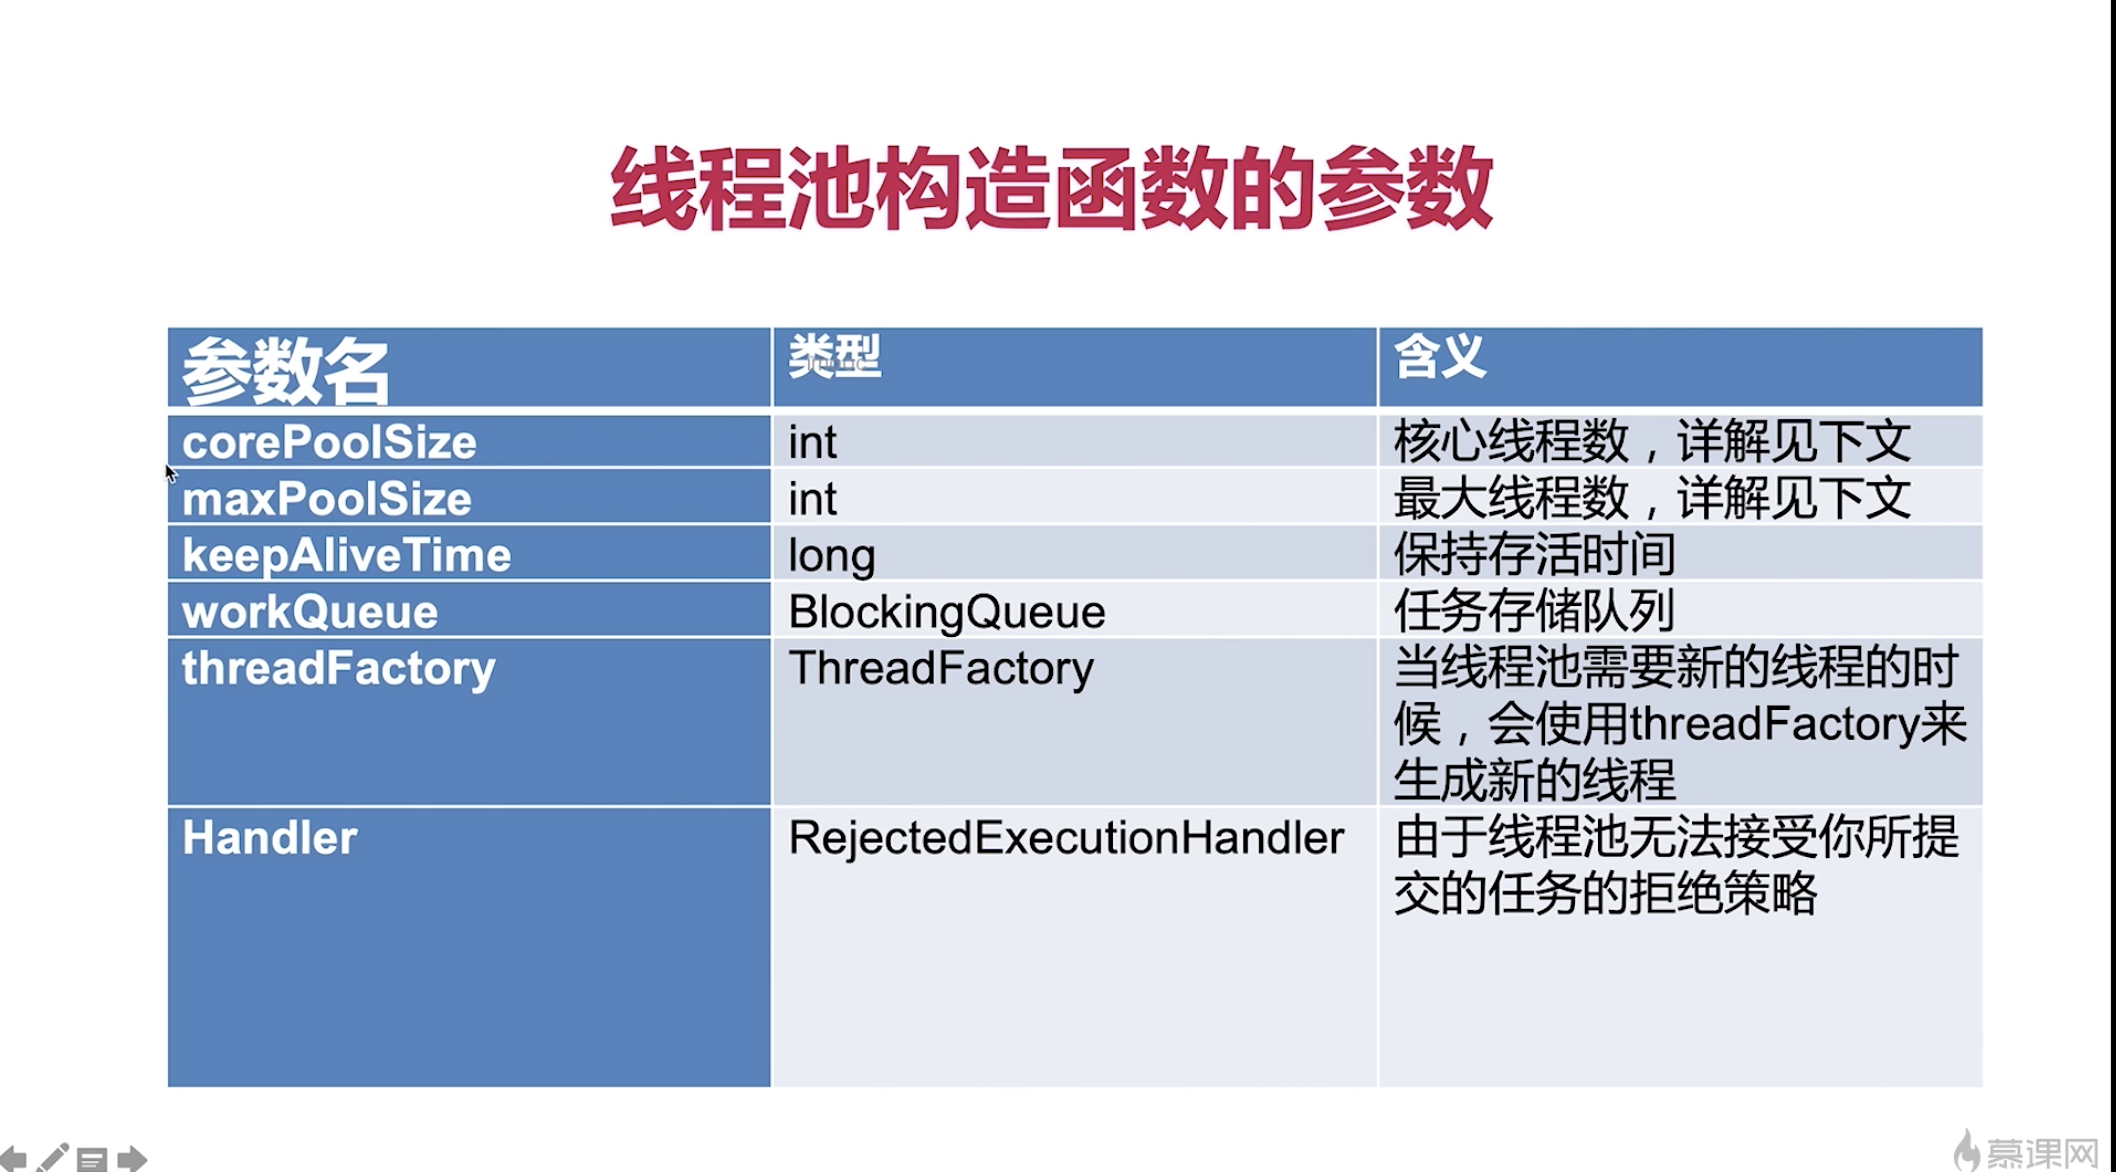 线程池构造函数的参数
参数名 类型 含义
corePoolSize int 核心线程数，详解见下文
maxPoolSize int 最大线程数，详解见下文
keepAliveTime long 保持存活时间
workQueue BlockingQueue 任务存储队列
threadFactory ThreadFactory 当线程池需要新的线程的时
候，会使用threadFactory来
生成新的线程
Handler RejectedExecutionHandler 由于线程池无法接受你所提
交的任务的拒绝策略
慕课网